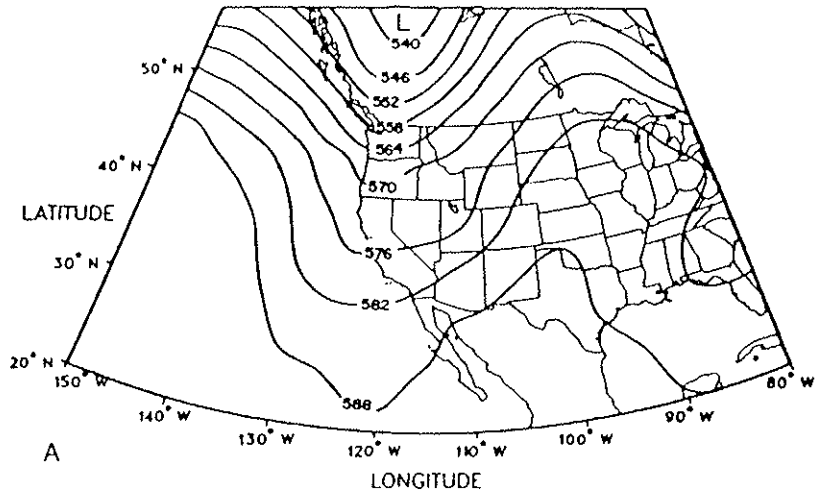 L
540
546
552
558
564
570
576
582
588
50° N
40° N
LATITUDE
30° N
20° N
150° W
140° W
130° W
120° W
110° W
100° W
90° W
80° W
A
LONGITUDE